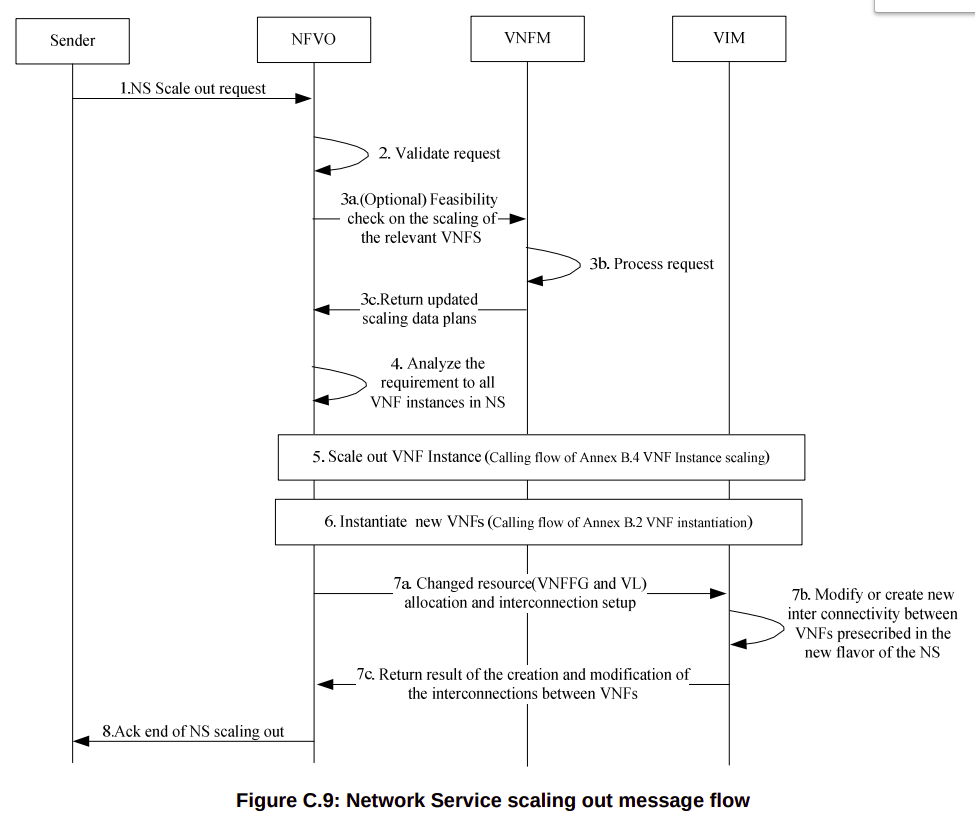 Sender
NFVO
VNFM
VIM
1.NS Scale out request
2. Validate request
3a.(Optional) Feasibility
check on the scaling of
the relevant VNFS
3b. Process request
3c.Return updated
scaling data plans
4. Analyze the
requirement to all
VNF instances in NS
5. Scale out VNF Instance (Calling flow of Annex B.4 VNF Instance scaling)
6. Instantiate new VNFs (Calling flow of Annex B.2 VNF instantiation)
7a. Changed resource(VNFFG and VL)
allocation and interconnection setup
7b. Modify or create new
inter connectivity between
VNFs presecribed in the
new flavor of the NS
7c. Return result of the creation and modification of
the interconnections between VNFs
8.Ack end of NS scaling out
Figure C.9: Network Service scaling out message flow